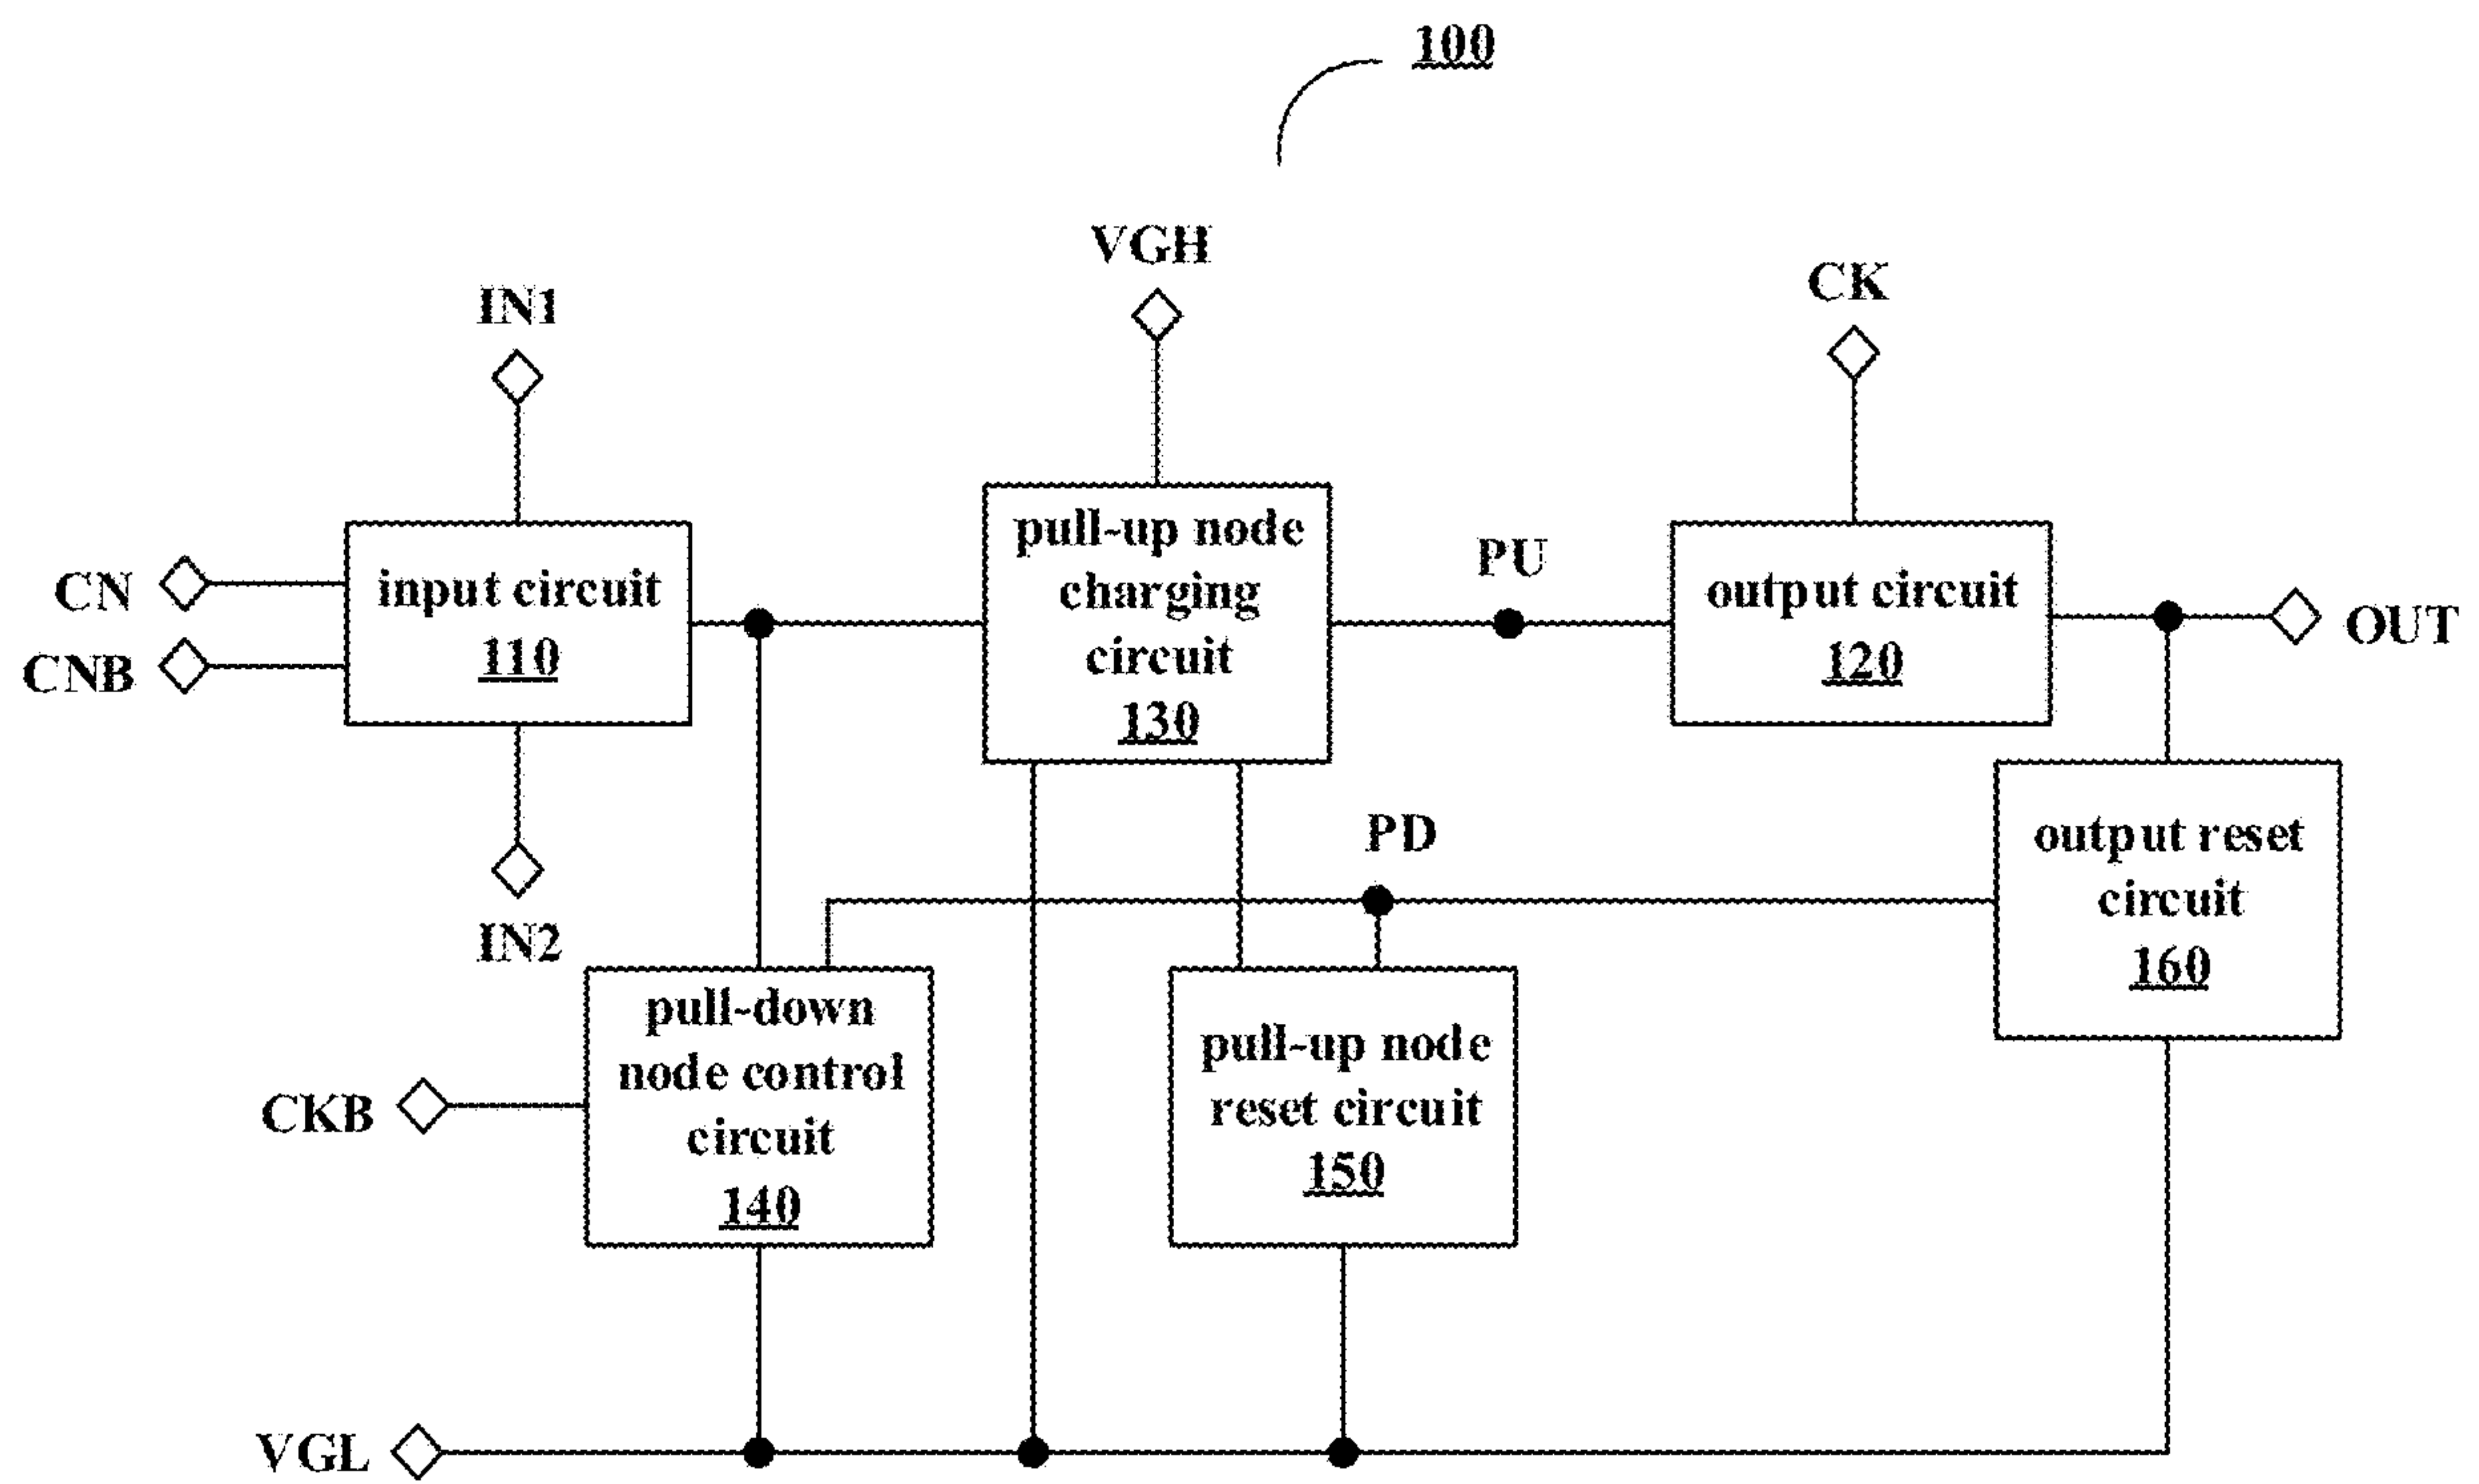 100
VGH
CK
IN1
pull-up node
charging
circuit
130
PU
CN
CNB
input circuit
110
output circuit
120
OUT
IN2
PD
output reset
circuit
160
pull-down
node control
circuit
140
pull-up node
reset circuit
150
CKB
VGL